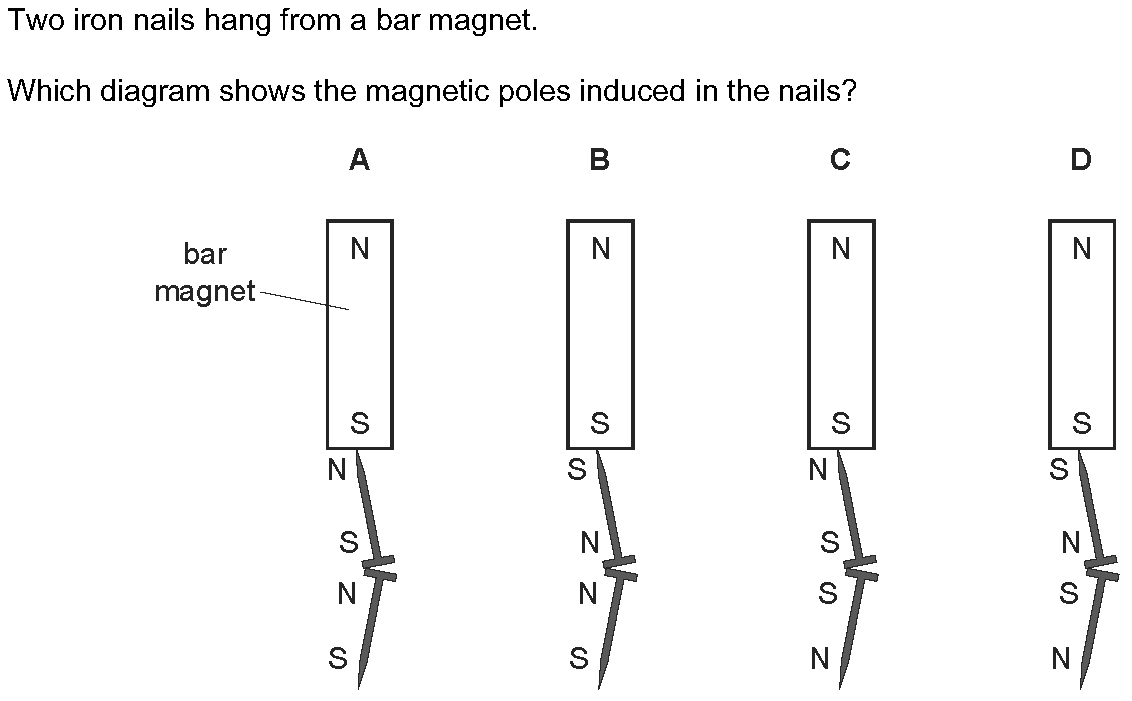 Two iron nails hang from a bar magnet.
Which diagram shows the magnetic poles induced in the nails?
A B C D
N N N N
bar
magnet
S S S S
N S N S
S N S N
N N S S
S S N N